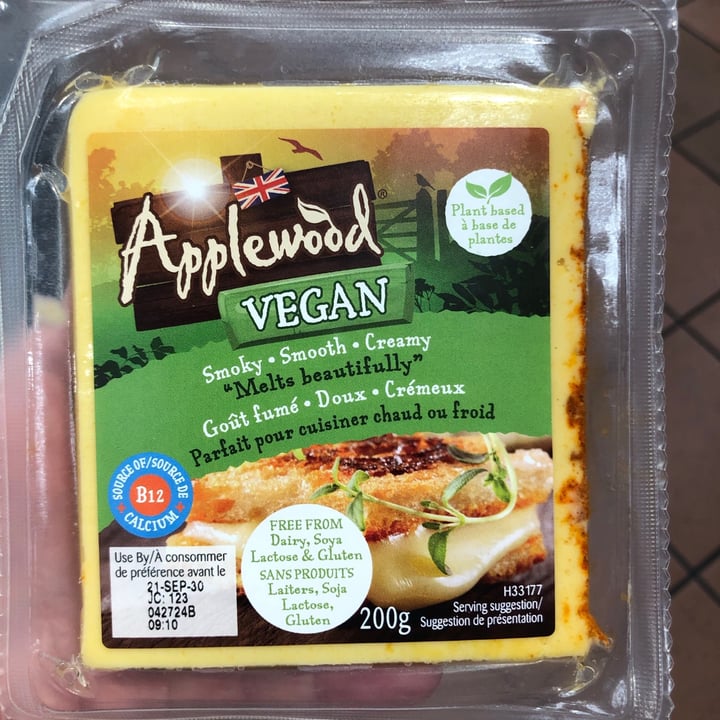 Applewood®
VEGAN
Plant based
à base de
plantes
Smoky • Smooth • Creamy
"Melts beautifully"
Goût fumé • Doux • Crémeux
Parfait pour cuisiner chaud ou froid
SOURCE OF/SOURCE DE
B12
CALCIUM
FREE FROM
Dairy, Soya
Lactose & Gluten
SANS PRODUITS
Laiters, Soja
Lactose,
Gluten
Use By/À consommer
de préférence avant le
21-SEP-30
JC: 123
042724B
09:10
200g
H33177
Serving suggestion/
Suggestion de présentation